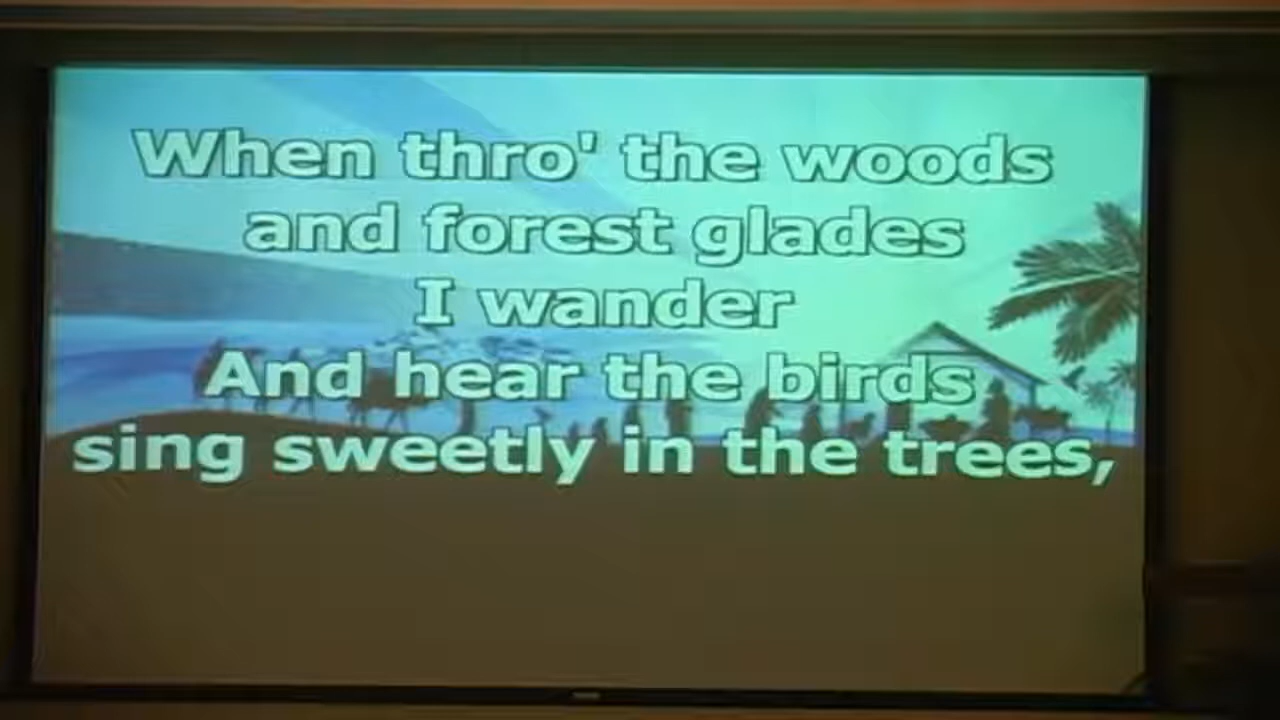 When thro' the woods
and forest glades
I wander
And hear the birds
sing sweetly in the trees,